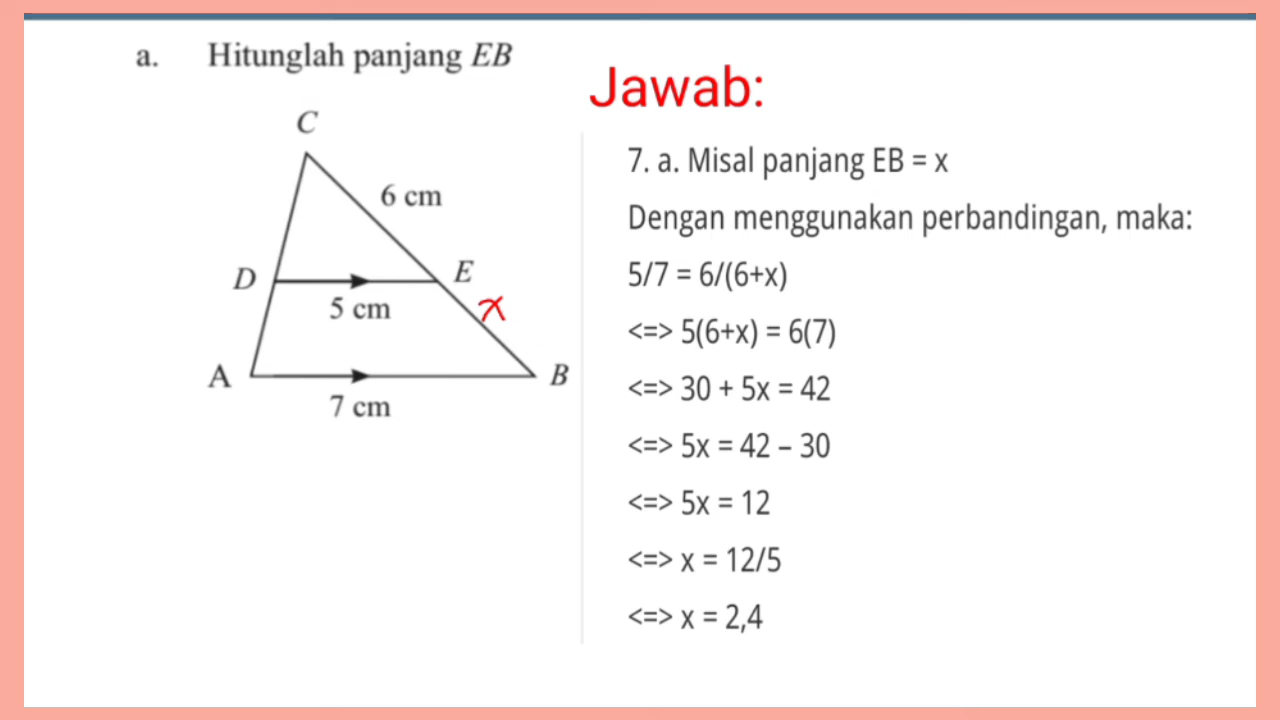 a. Hitunglah panjang EB
C
6 cm
D
E
5 cm
x
A
B
7 cm
Jawab:
7. a. Misal panjang EB = x
Dengan menggunakan perbandingan, maka:
5/7 = 6/(6+x)
<=> 5(6+x) = 6(7)
<=> 30 + 5x = 42
<=> 5x = 42 – 30
<=> 5x = 12
<=> x = 12/5
<=> x = 2,4